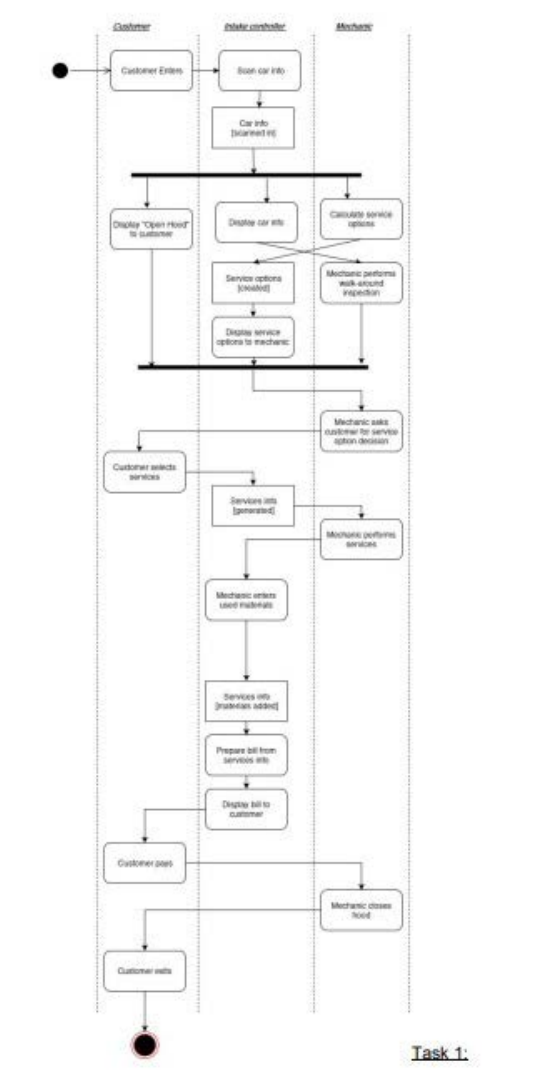 Customer
Intake controller
Mechanic
Customer Enters
Scan car info
Car info
[scanned in]
Display "Open Hood"
to customer
Display car info
Calculate service
options
Service options
[created]
Mechanic performs
walk-around
inspection
Display service
options to mechanic
Mechanic asks
customer for service
option decision
Customer selects
services
Services info
[generated]
Mechanic performs
services
Mechanic enters
used materials
Services info
[materials added]
Prepare bill from
services info
Display bill to
customer
Customer pays
Mechanic closes
hood
Customer exits
Task 1: